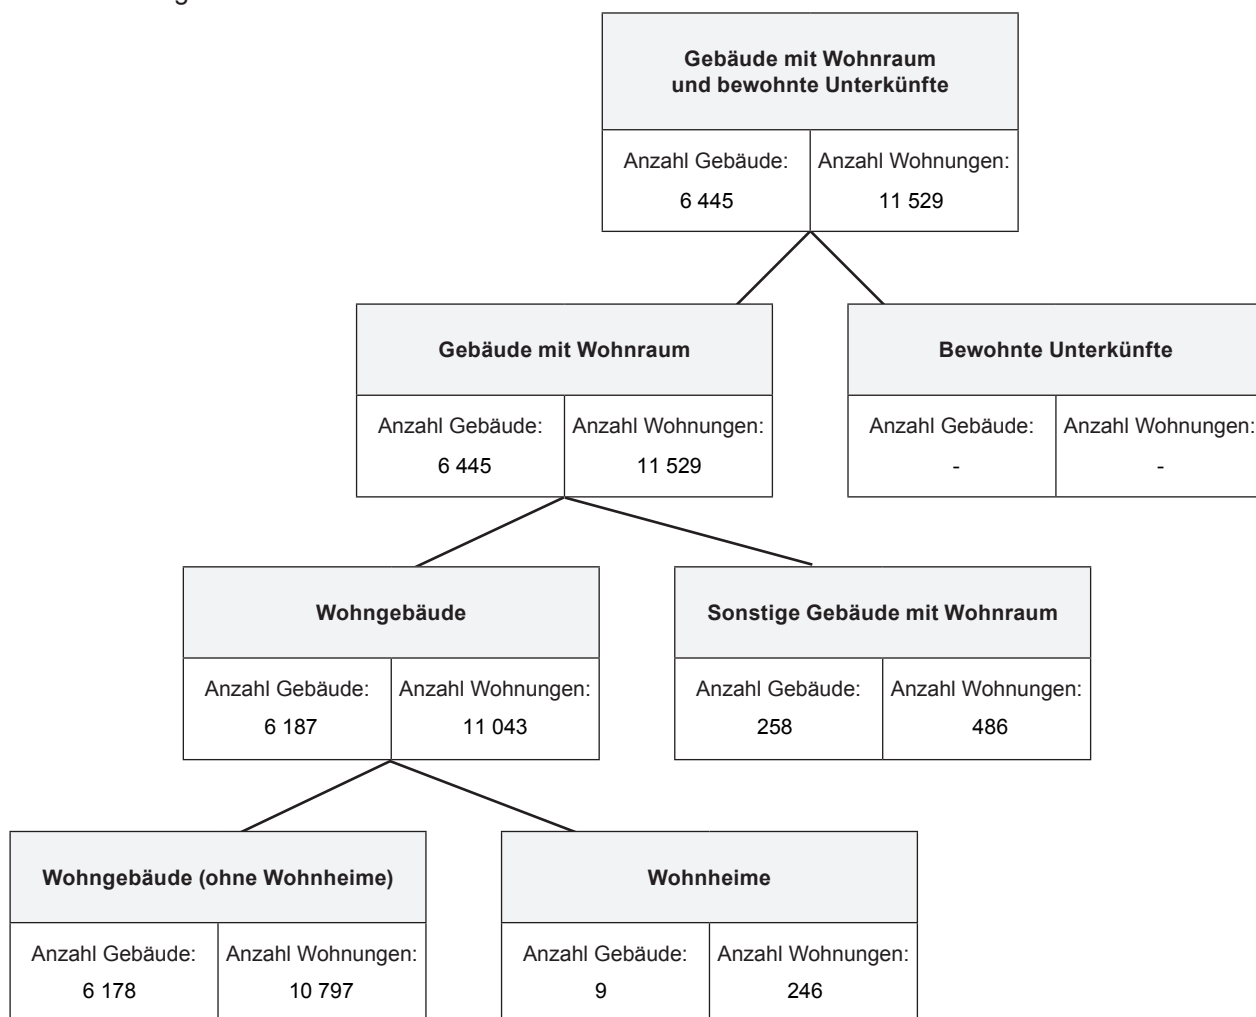 Gebäude mit Wohnraum
und bewohnte Unterkünfte
Anzahl Gebäude: Anzahl Wohnungen:
6 445 11 529
Gebäude mit Wohnraum Bewohnte Unterkünfte
Anzahl Gebäude: Anzahl Wohnungen: Anzahl Gebäude: Anzahl Wohnungen:
6 445 11 529 - -
Wohngebäude Sonstige Gebäude mit Wohnraum
Anzahl Gebäude: Anzahl Wohnungen: Anzahl Gebäude: Anzahl Wohnungen:
6 187 11 043 258 486
Wohngebäude (ohne Wohnheime) Wohnheime
Anzahl Gebäude: Anzahl Wohnungen: Anzahl Gebäude: Anzahl Wohnungen:
6 178 10 797 9 246